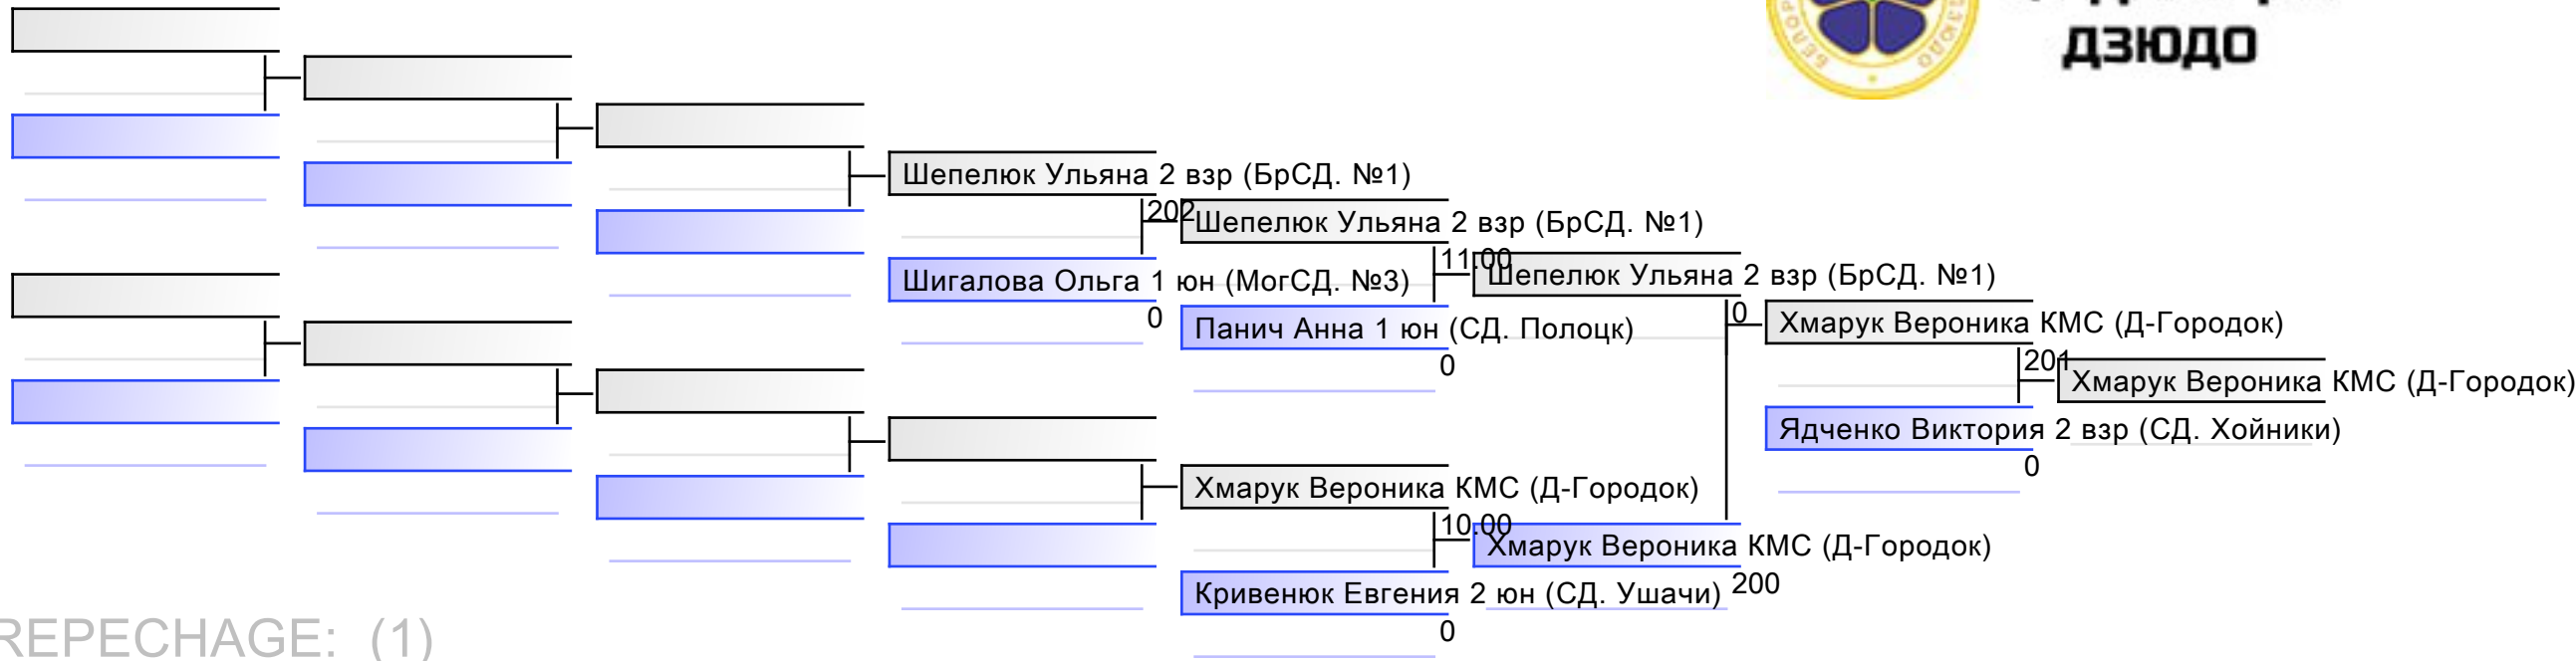 ДЗЮДО
Шепелюк Ульяна 2 взр (БрСД. №1)
202
Шепелюк Ульяна 2 взр (БрСД. №1)
Шигалова Ольга 1 юн (МогСД. №3)
0
11.00
Шепелюк Ульяна 2 взр (БрСД. №1)
Панич Анна 1 юн (СД. Полоцк)
0
0
Хмарук Вероника КМС (Д-Городок)
201
Хмарук Вероника КМС (Д-Городок)
Ядченко Виктория 2 взр (СД. Хойники)
0
Хмарук Вероника КМС (Д-Городок)
10.00
Хмарук Вероника КМС (Д-Городок)
200
Кривенюк Евгения 2 юн (СД. Ушачи)
0
REPECHAGE: (1)